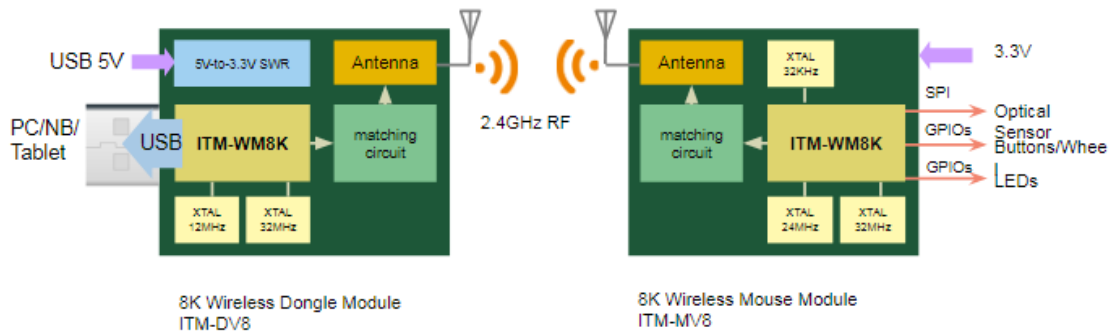 USB 5V
5V-to-3.3V SWR
Antenna
PC/NB/
Tablet
USB
ITM-WM8K
matching
circuit
XTAL
12MHz
XTAL
32MHz
2.4GHz RF
8K Wireless Dongle Module
ITM-DV8
Antenna
XTAL
32KHz
3.3V
matching
circuit
ITM-WM8K
SPI
Optical
Sensor
GPIOs
Buttons/Whee
l
GPIOs
LEDs
XTAL
24MHz
XTAL
32MHz
8K Wireless Mouse Module
ITM-MV8